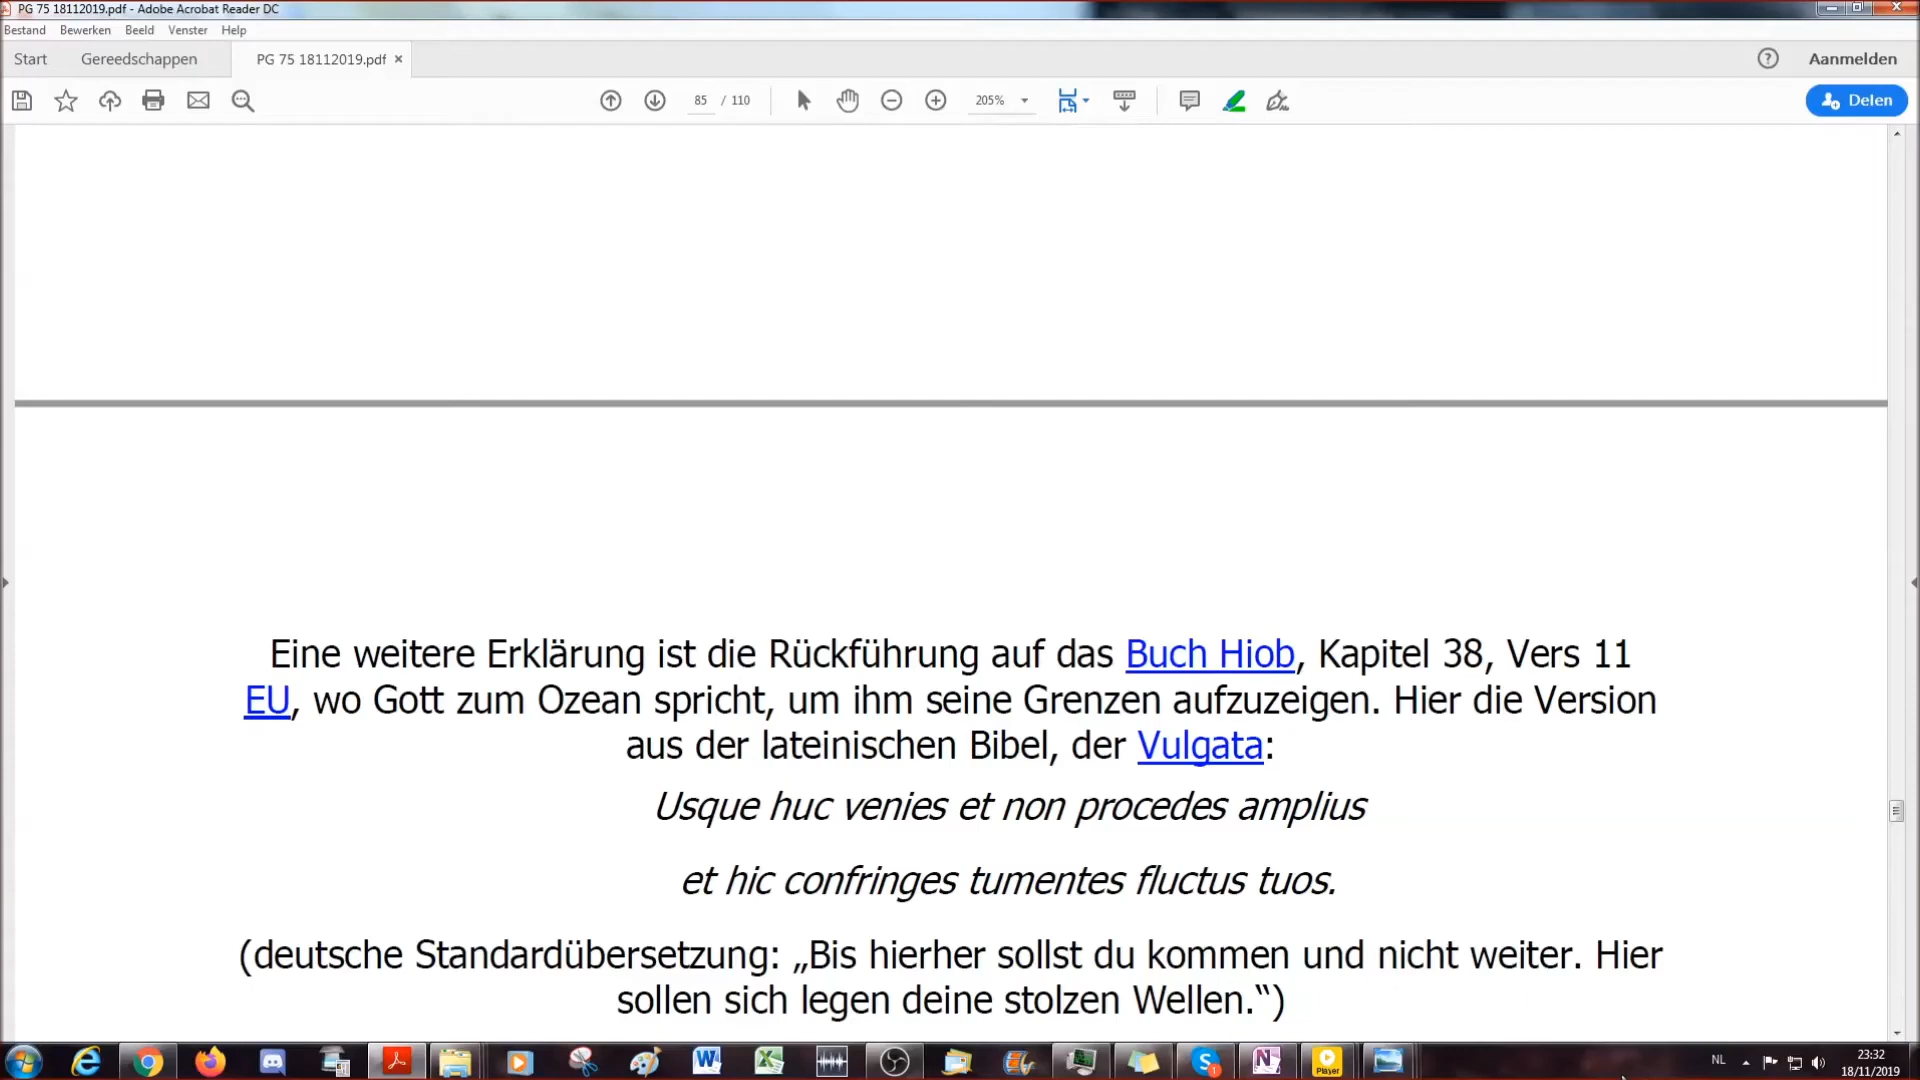 PG 75 18112019.pdf - Adobe Acrobat Reader DC
Bestand Bewerken Beeld Venster Help
Start Gereedschappen PG 75 18112019.pdf × Aanmelden
85 / 110 205% Delen
Eine weitere Erklärung ist die Rückführung auf das Buch Hiob, Kapitel 38, Vers 11
EU, wo Gott zum Ozean spricht, um ihm seine Grenzen aufzuzeigen. Hier die Version
aus der lateinischen Bibel, der Vulgata:
Usque huc venies et non procedes amplius
et hic confringes tumentes fluctus tuos.
(deutsche Standardübersetzung: „Bis hierher sollst du kommen und nicht weiter. Hier
sollen sich legen deine stolzen Wellen.“)
Player
NL 23:32
18/11/2019